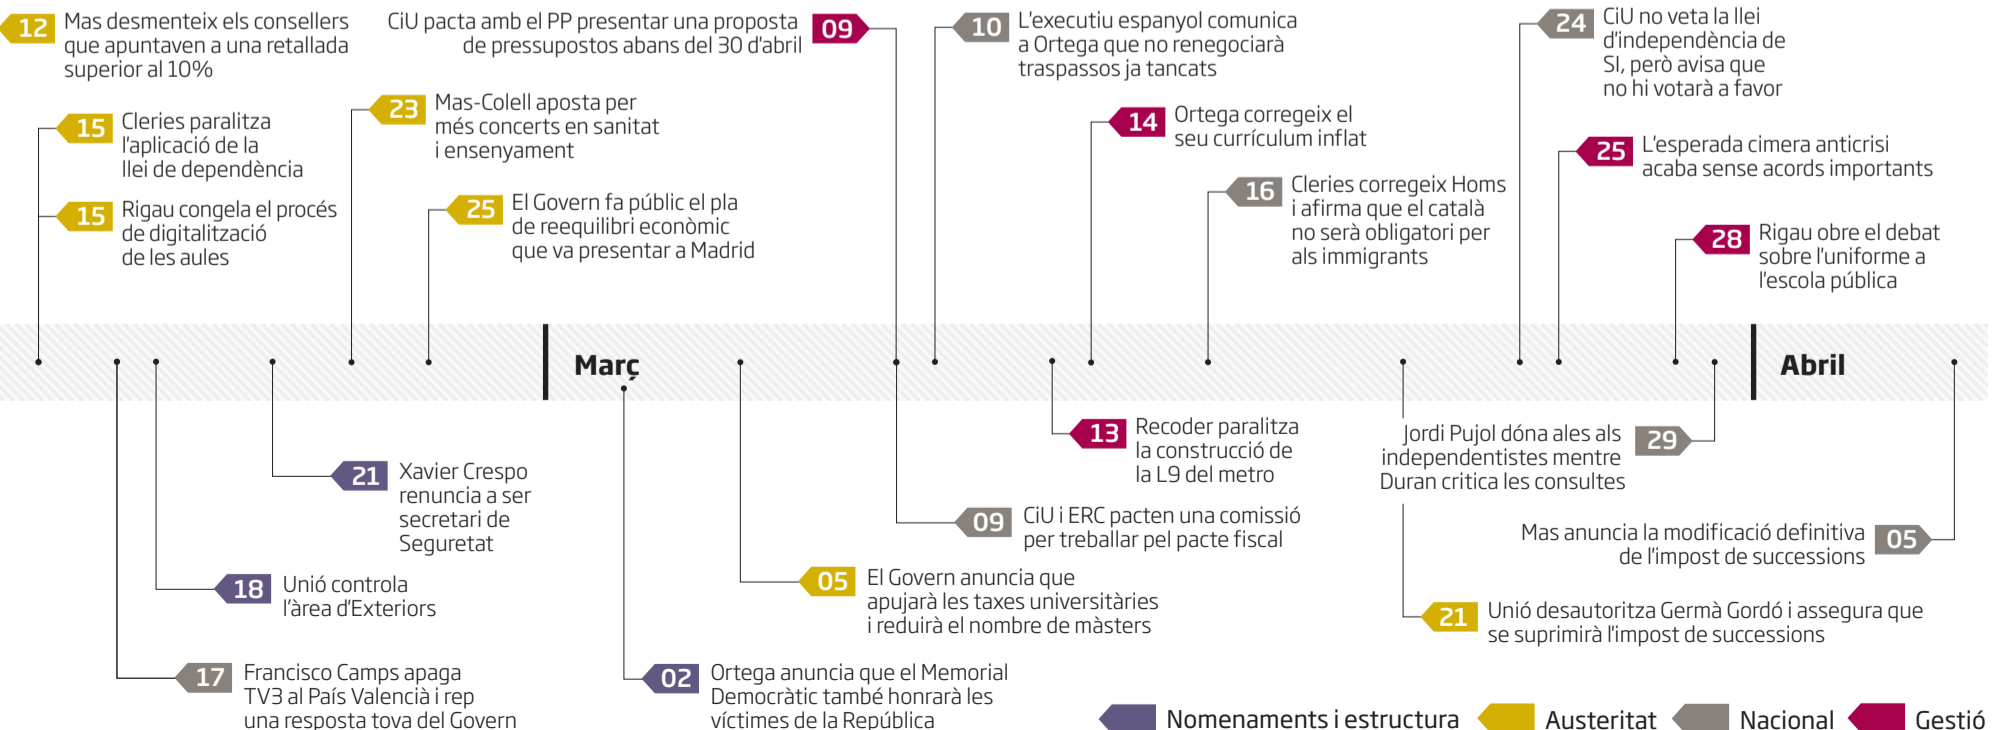 12
Mas desmenteix els consellers
que apuntaven a una retallada
superior al 10%
CiU pacta amb el PP presentar una proposta
de pressupostos abans del 30 d'abril
09
10
L'executiu espanyol comunica
a Ortega que no renegociarà
traspassos ja tancats
24
CiU no veta la llei
d'independència de
SI, però avisa que
no hi votarà a favor
15
Cleries paralitza
l'aplicació de la
llei de dependència
23
Mas-Colell aposta per
més concerts en sanitat
i ensenyament
14
Ortega corregeix el
seu currículum inflat
25
L'esperada cimera anticrisi
acaba sense acords importants
15
Rigau congela el procés
de digitalització
de les aules
25
El Govern fa públic el pla
de reequilibri econòmic
que va presentar a Madrid
16
Cleries corregeix Homs
i afirma que el català
no serà obligatori per
als immigrants
28
Rigau obre el debat
sobre l'uniforme a
l'escola pública
Març
Abril
21
Xavier Crespo
renuncia a ser
secretari de
Seguretat
13
Recoder paralitza
la construcció de
la L9 del metro
Jordi Pujol dóna ales als
independentistes mentre
Duran critica les consultes
29
09
CiU i ERC pacten una comissió
per treballar pel pacte fiscal
Mas anuncia la modificació definitiva
de l'impost de successions
05
18
Unió controla
l'àrea d'Exteriors
05
El Govern anuncia que
apujarà les taxes universitàries
i reduirà el nombre de màsters
21
Unió desautoritza Germà Gordó i assegura que
se suprimirà l'impost de successions
17
Francisco Camps apaga
TV3 al País Valencià i rep
una resposta tova del Govern
02
Ortega anuncia que el Memorial
Democràtic també honrarà les
víctimes de la República
Nomenaments i estructura
Austeritat
Nacional
Gestió